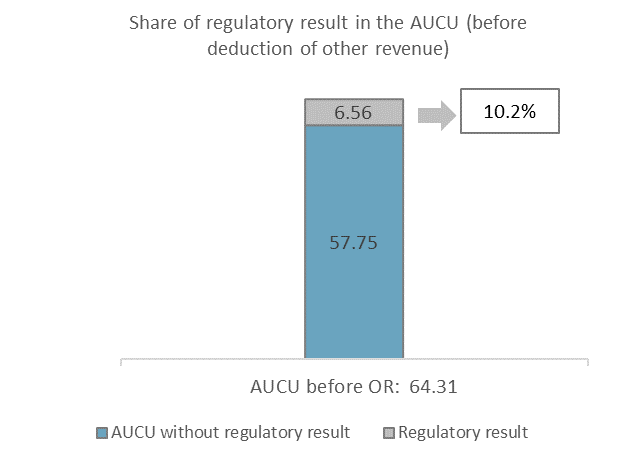 Share of regulatory result in the AUCU (before
deduction of other revenue)
6.56
10.2%
57.75
AUCU before OR:  64.31
AUCU without regulatory result
Regulatory result